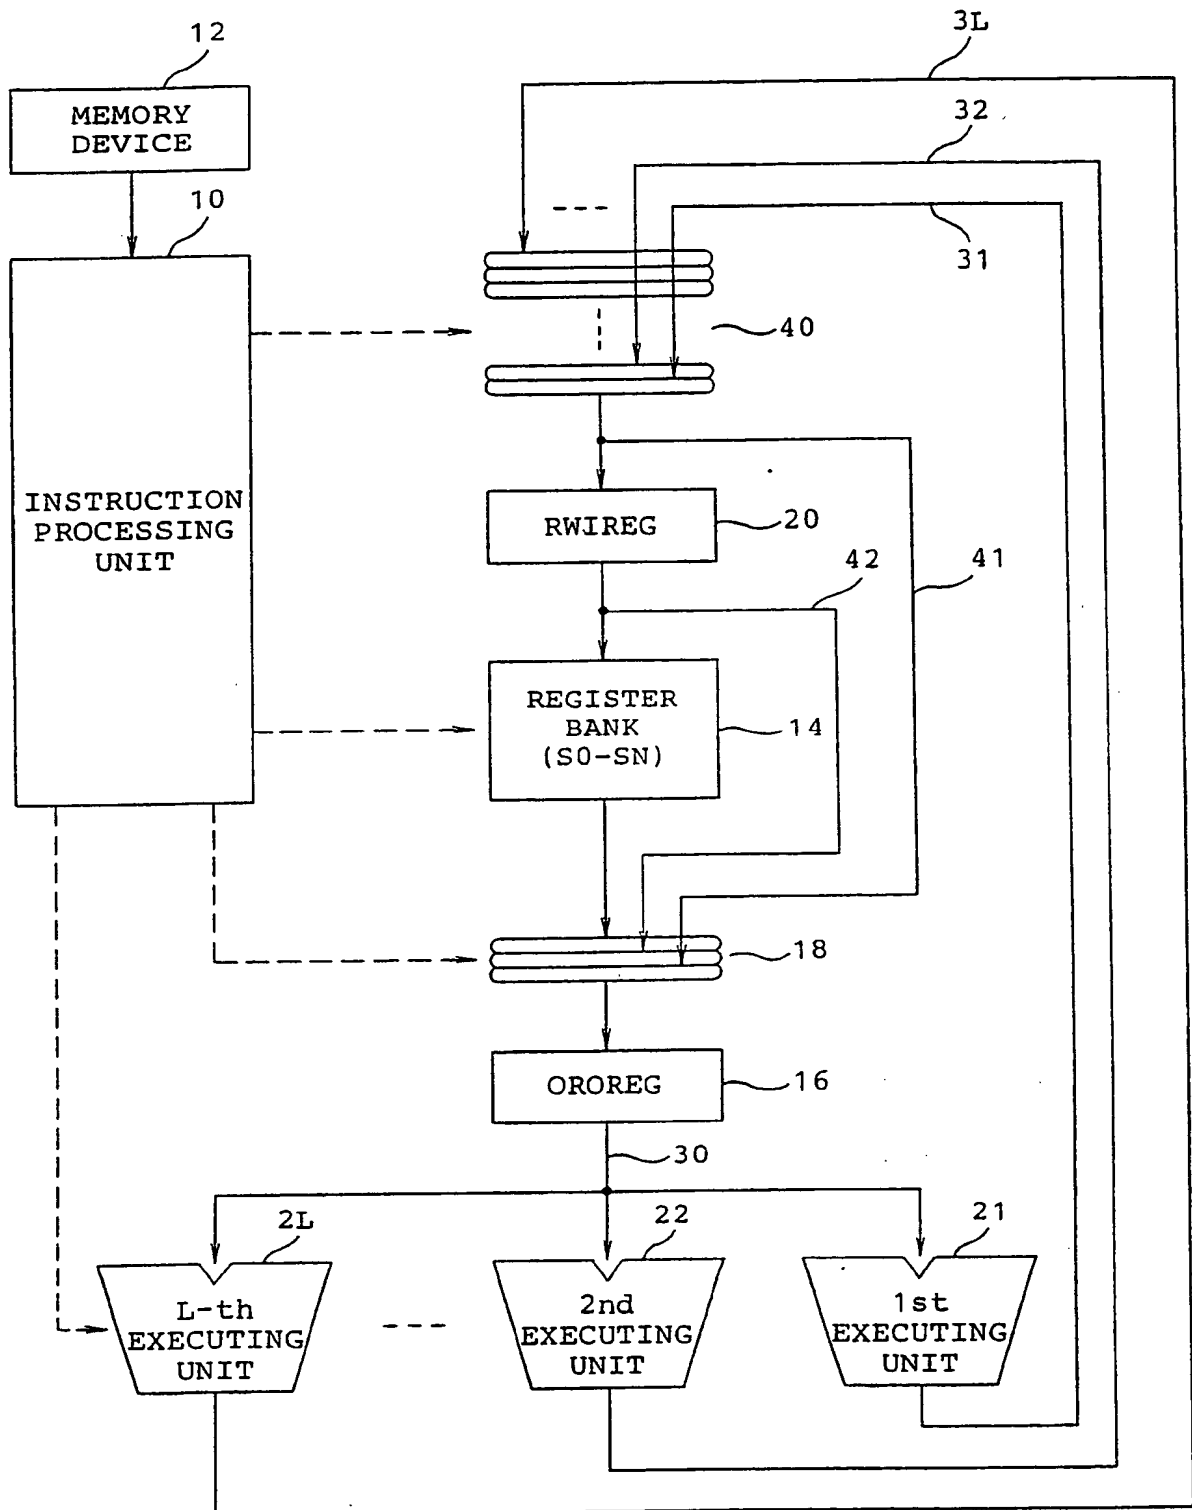 12
3L
MEMORY
DEVICE
32
10
31
40
INSTRUCTION
PROCESSING
UNIT
RWIREG
20
42
41
REGISTER
BANK
(S0-SN)
14
18
OROREG
16
30
2L
22
21
L-th
EXECUTING
UNIT
2nd
EXECUTING
UNIT
1st
EXECUTING
UNIT